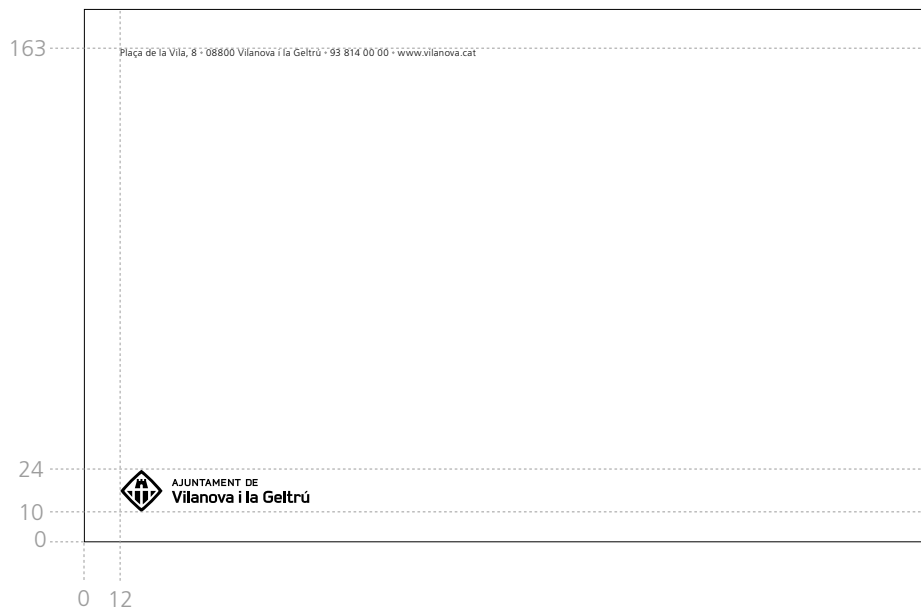 163
Plaça de la Vila, 8 · 08800 Vilanova i la Geltrú · 93 814 00 00 · www.vilanova.cat
24
AJUNTAMENT DE
Vilanova i la Geltrú
10
0
0 12